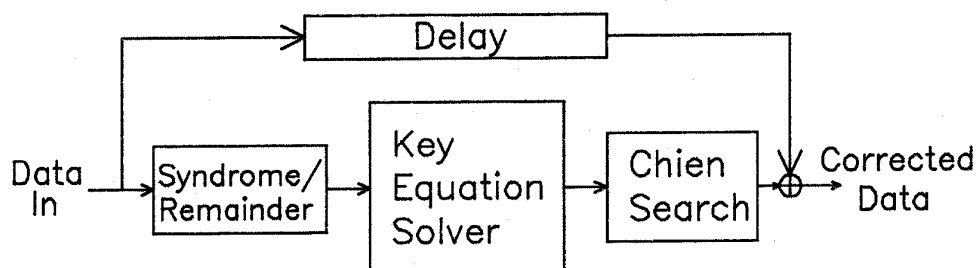 Delay
Data
In
Syndrome/
Remainder
Key
Equation
Solver
Chien
Search
Corrected
Data